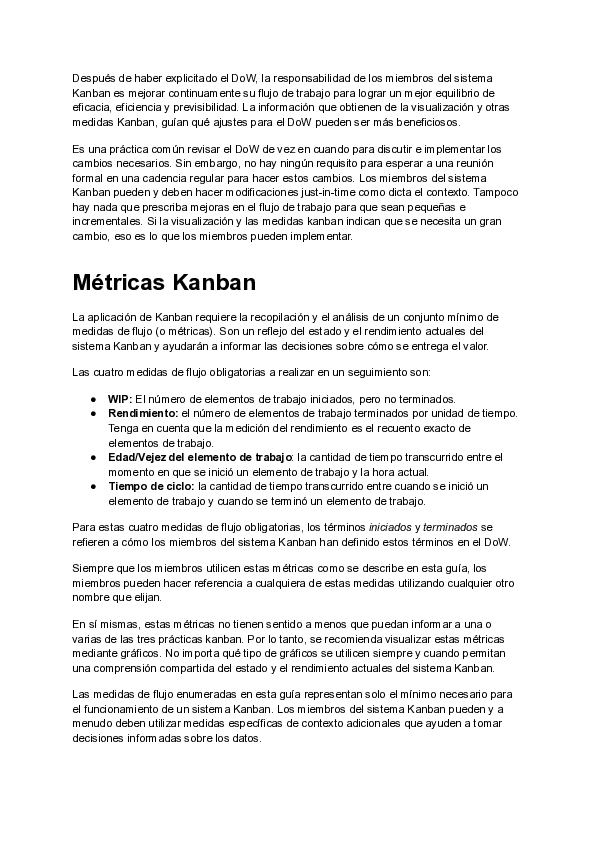 Después de haber explicitado el DoW, la responsabilidad de los miembros del sistema
Kanban es mejorar continuamente su flujo de trabajo para lograr un mejor equilibrio de
eficacia, eficiencia y previsibilidad. La información que obtienen de la visualización y otras
medidas Kanban, guían qué ajustes para el DoW pueden ser más beneficiosos.
Es una práctica común revisar el DoW de vez en cuando para discutir e implementar los
cambios necesarios. Sin embargo, no hay ningún requisito para esperar a una reunión
formal en una cadencia regular para hacer estos cambios. Los miembros del sistema
Kanban pueden y deben hacer modificaciones just-in-time como dicta el contexto. Tampoco
hay nada que prescriba mejoras en el flujo de trabajo para que sean pequeñas e
incrementales. Si la visualización y las medidas kanban indican que se necesita un gran
cambio, eso es lo que los miembros pueden implementar.
Métricas Kanban
La aplicación de Kanban requiere la recopilación y el análisis de un conjunto mínimo de
medidas de flujo (o métricas). Son un reflejo del estado y el rendimiento actuales del
sistema Kanban y ayudarán a informar las decisiones sobre cómo se entrega el valor.
Las cuatro medidas de flujo obligatorias a realizar en un seguimiento son:
● WIP: El número de elementos de trabajo iniciados, pero no terminados.
● Rendimiento: el número de elementos de trabajo terminados por unidad de tiempo.
Tenga en cuenta que la medición del rendimiento es el recuento exacto de
elementos de trabajo.
● Edad/Vejez del elemento de trabajo: la cantidad de tiempo transcurrido entre el
momento en que se inició un elemento de trabajo y la hora actual.
● Tiempo de ciclo: la cantidad de tiempo transcurrido entre cuando se inició un
elemento de trabajo y cuando se terminó un elemento de trabajo.
Para estas cuatro medidas de flujo obligatorias, los términos iniciados y terminados se
refieren a cómo los miembros del sistema Kanban han definido estos términos en el DoW.
Siempre que los miembros utilicen estas métricas como se describe en esta guía, los
miembros pueden hacer referencia a cualquiera de estas medidas utilizando cualquier otro
nombre que elijan.
En sí mismas, estas métricas no tienen sentido a menos que puedan informar a una o
varias de las tres prácticas kanban. Por lo tanto, se recomienda visualizar estas métricas
mediante gráficos. No importa qué tipo de gráficos se utilicen siempre y cuando permitan
una comprensión compartida del estado y el rendimiento actuales del sistema Kanban.
Las medidas de flujo enumeradas en esta guía representan solo el mínimo necesario para
el funcionamiento de un sistema Kanban. Los miembros del sistema Kanban pueden y a
menudo deben utilizar medidas específicas de contexto adicionales que ayuden a tomar
decisiones informadas sobre los datos.